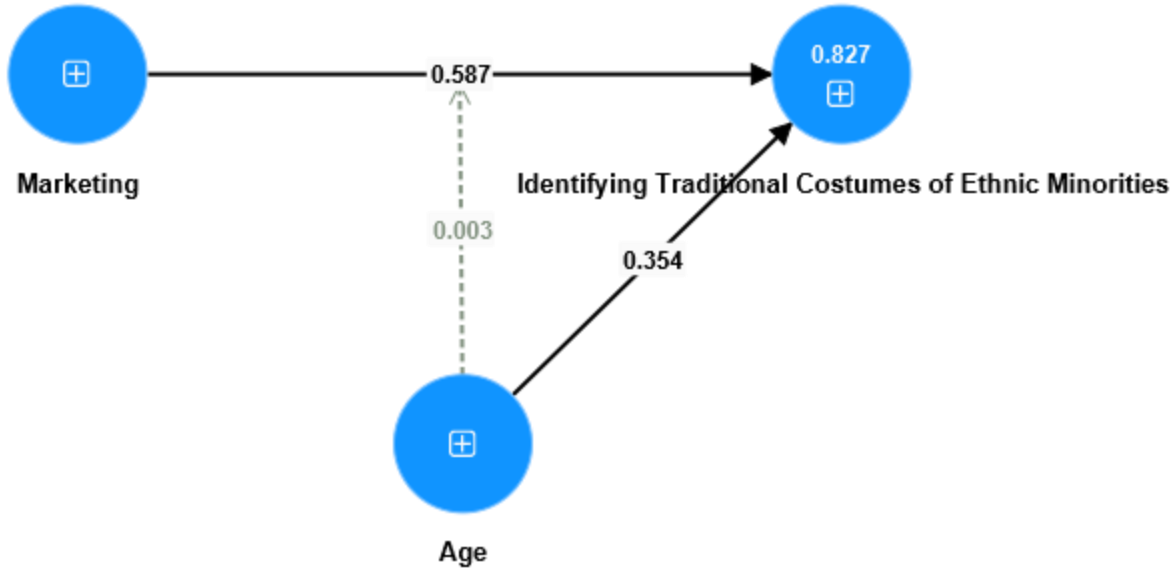 0.827
0.587
Marketing
Identifying Traditional Costumes of Ethnic Minorities
0.003
0.354
Age